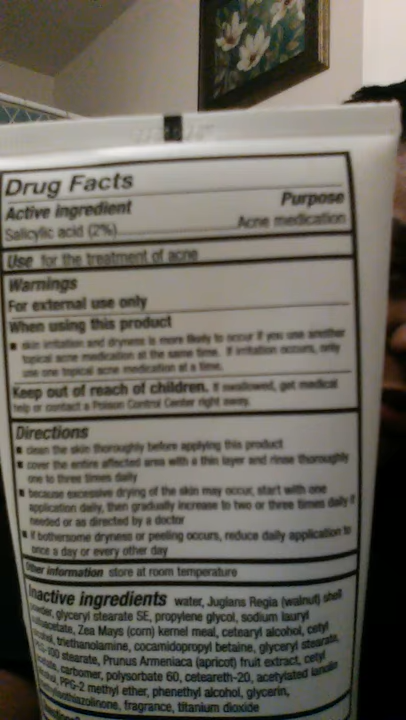 Drug Facts
Active ingredient Purpose
Salicylic acid (2%)..........Acne medication
Use for the treatment of acne
Warnings
For external use only
When using this product
■ skin irritation and dryness is more likely to occur if you use another
topical acne medication at the same time. If irritation occurs, only
use one topical acne medication at a time.
Keep out of reach of children. If swallowed, get medical
help or contact a Poison Control Center right away.
Directions
■ clean the skin thoroughly before applying this product
■ cover the entire affected area with a thin layer and rinse thoroughly
one to three times daily
■ because excessive drying of the skin may occur, start with one
application daily, then gradually increase to two or three times daily if
needed or as directed by a doctor
■ if bothersome dryness or peeling occurs, reduce daily application to
once a day or every other day
Other information store at room temperature
Inactive ingredients water, Juglans Regia (walnut) shell
powder, glyceryl stearate SE, propylene glycol, sodium lauryl
Zea Mays (corn) kernel meal, cetearyl alcohol, cetyl
triethanolamine, cocamidopropyl betaine, glyceryl stearate,
stearate, Prunus Armeniaca (apricot) fruit extract, cetyl
carbomer, polysorbate 60, ceteareth-20, acetylated lanolin
PPG-2 methyl ether, phenethyl alcohol, glycerin,
fragrance, titanium dioxide